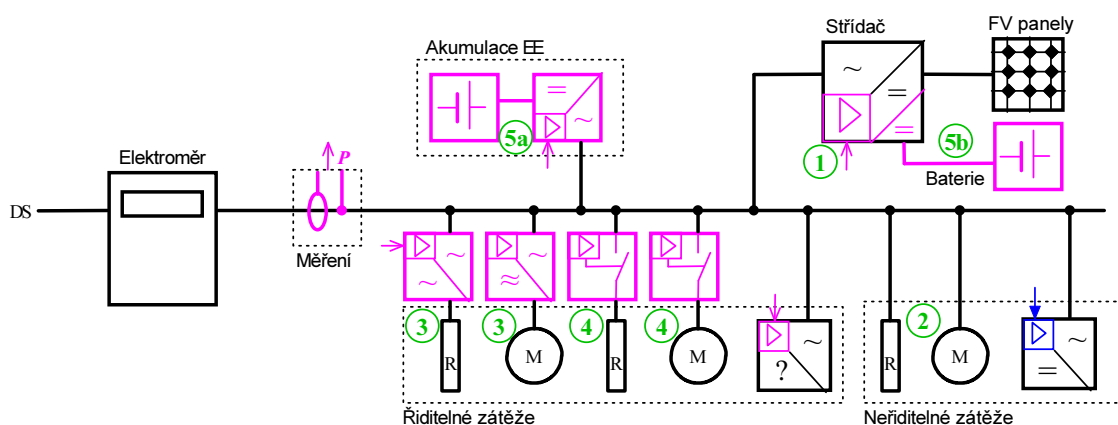 Střídač
FV panely
Akumulace EE
~
=
=
=
~
5a
5b
1
Baterie
Elektroměr
P
DS
Měření
~
~
~
≈
3
3
4
4
2
R
M
R
M
?
~
R
M
~
=
Řiditelné zátěže
Neřiditelné zátěže